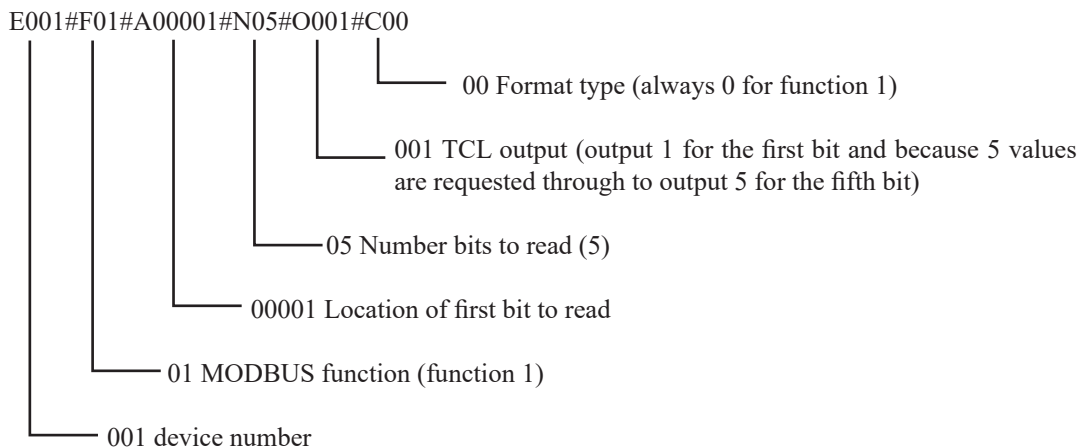 E001#F01#A00001#N05#O001#C00
00 Format type (always 0 for function 1)
001 TCL output (output 1 for the first bit and because 5 values
are requested through to output 5 for the fifth bit)
05 Number bits to read (5)
00001 Location of first bit to read
01 MODBUS function (function 1)
001 device number